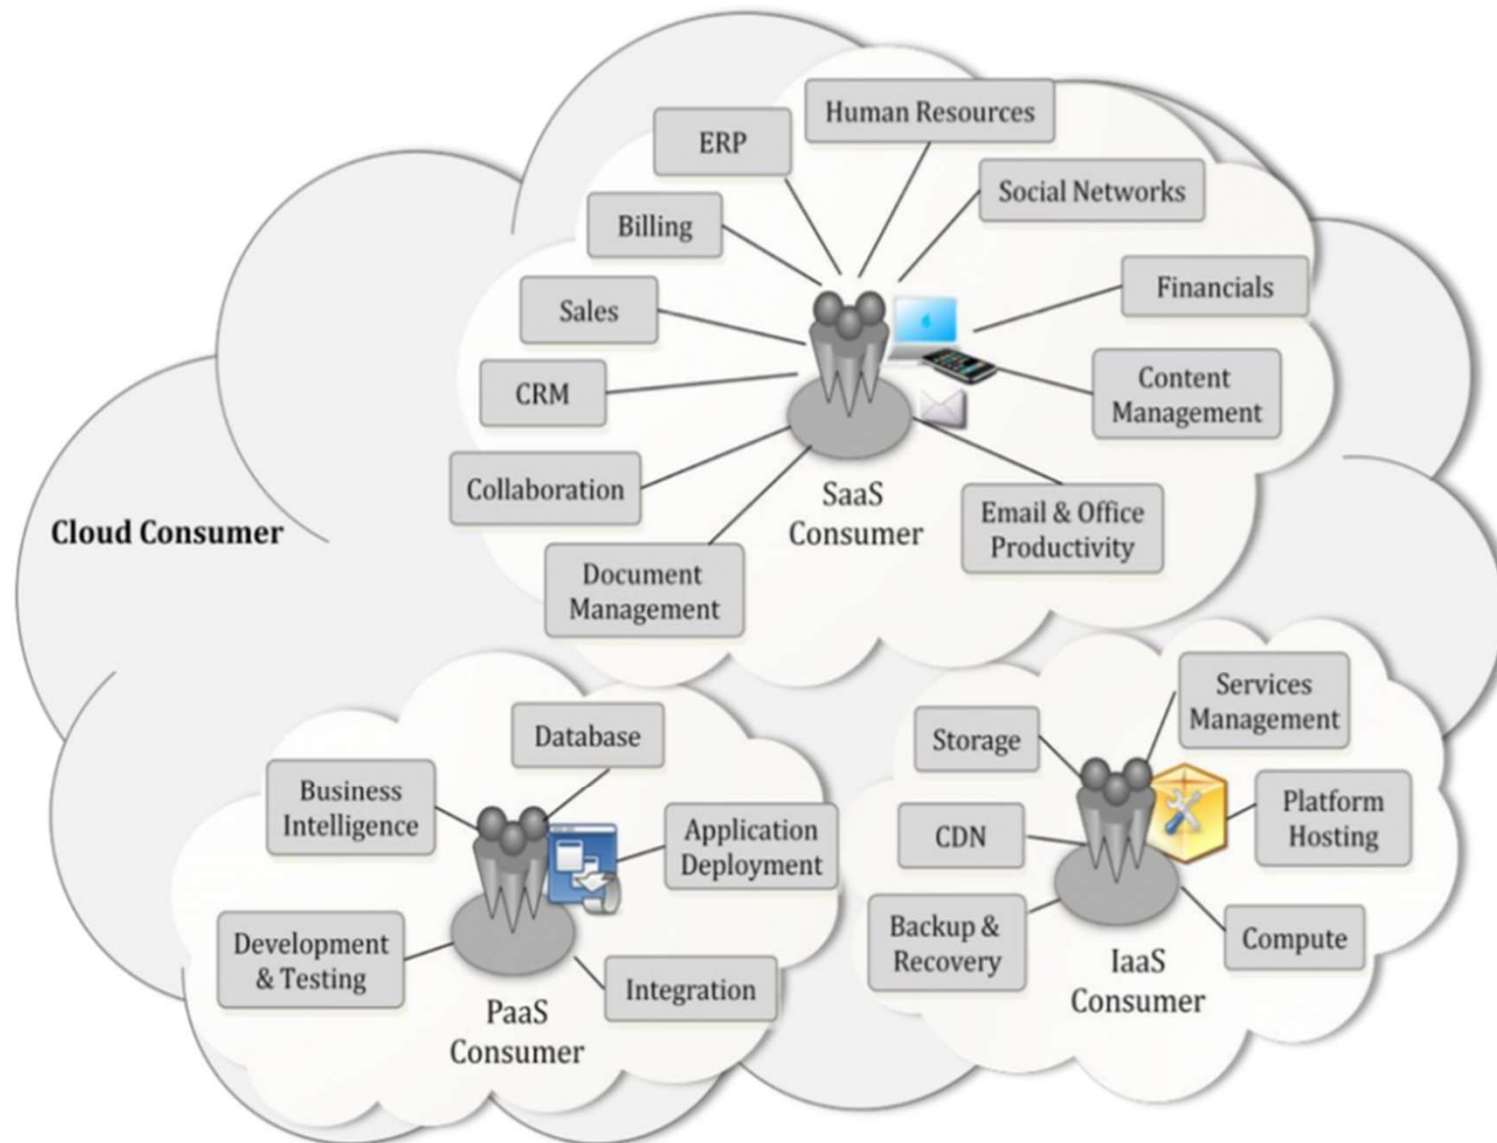 Human Resources
ERP
Social Networks
Billing
Financials
Sales
Content
Management
CRM
Collaboration
SaaS
Consumer
Email & Office
Productivity
Cloud Consumer
Document
Management
Services
Management
Storage
Database
Business
Intelligence
Platform
Hosting
Application
Deployment
CDN
Backup &
Recovery
Compute
Development
& Testing
IaaS
Consumer
Integration
PaaS
Consumer